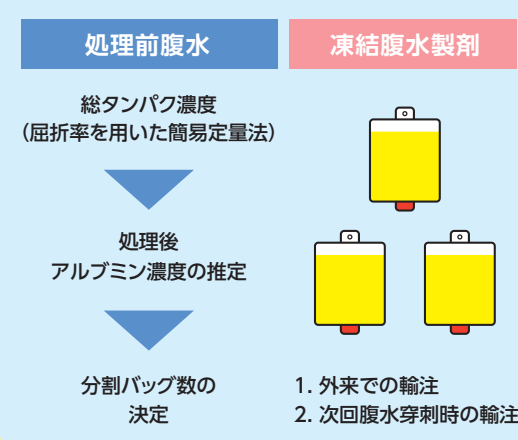 処理前腹水
総タンパク濃度
（屈折率を用いた簡易定量法）
処理後
アルブミン濃度の推定
分割バッグ数の
決定
凍結腹水製剤
1. 外来での輸注
2. 次回腹水穿刺時の輸注